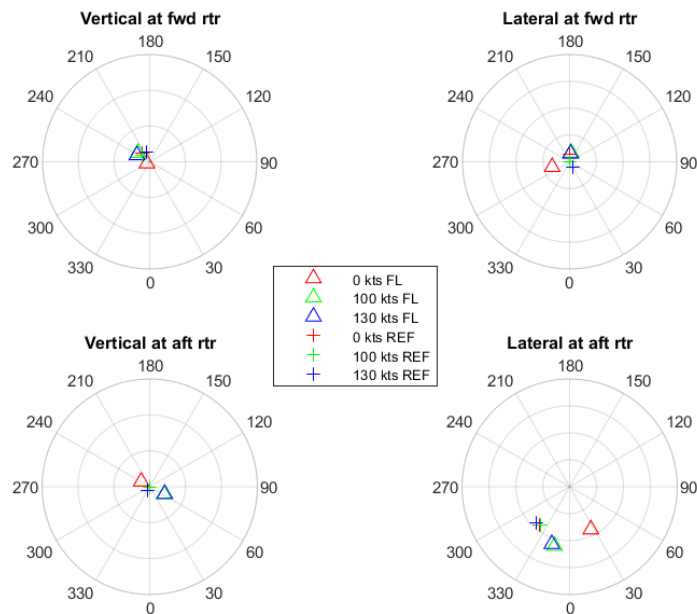 Vertical at fwd rtr
180
210 150
240 120
270 90
300 60
330 30
0
Lateral at fwd rtr
180
210 150
240 120
270 90
300 60
330 30
0
0 kts FL
100 kts FL
130 kts FL
0 kts REF
100 kts REF
130 kts REF
Vertical at aft rtr
180
210 150
240 120
270 90
300 60
330 30
0
Lateral at aft rtr
180
210 150
240 120
270 90
300 60
330 30
0